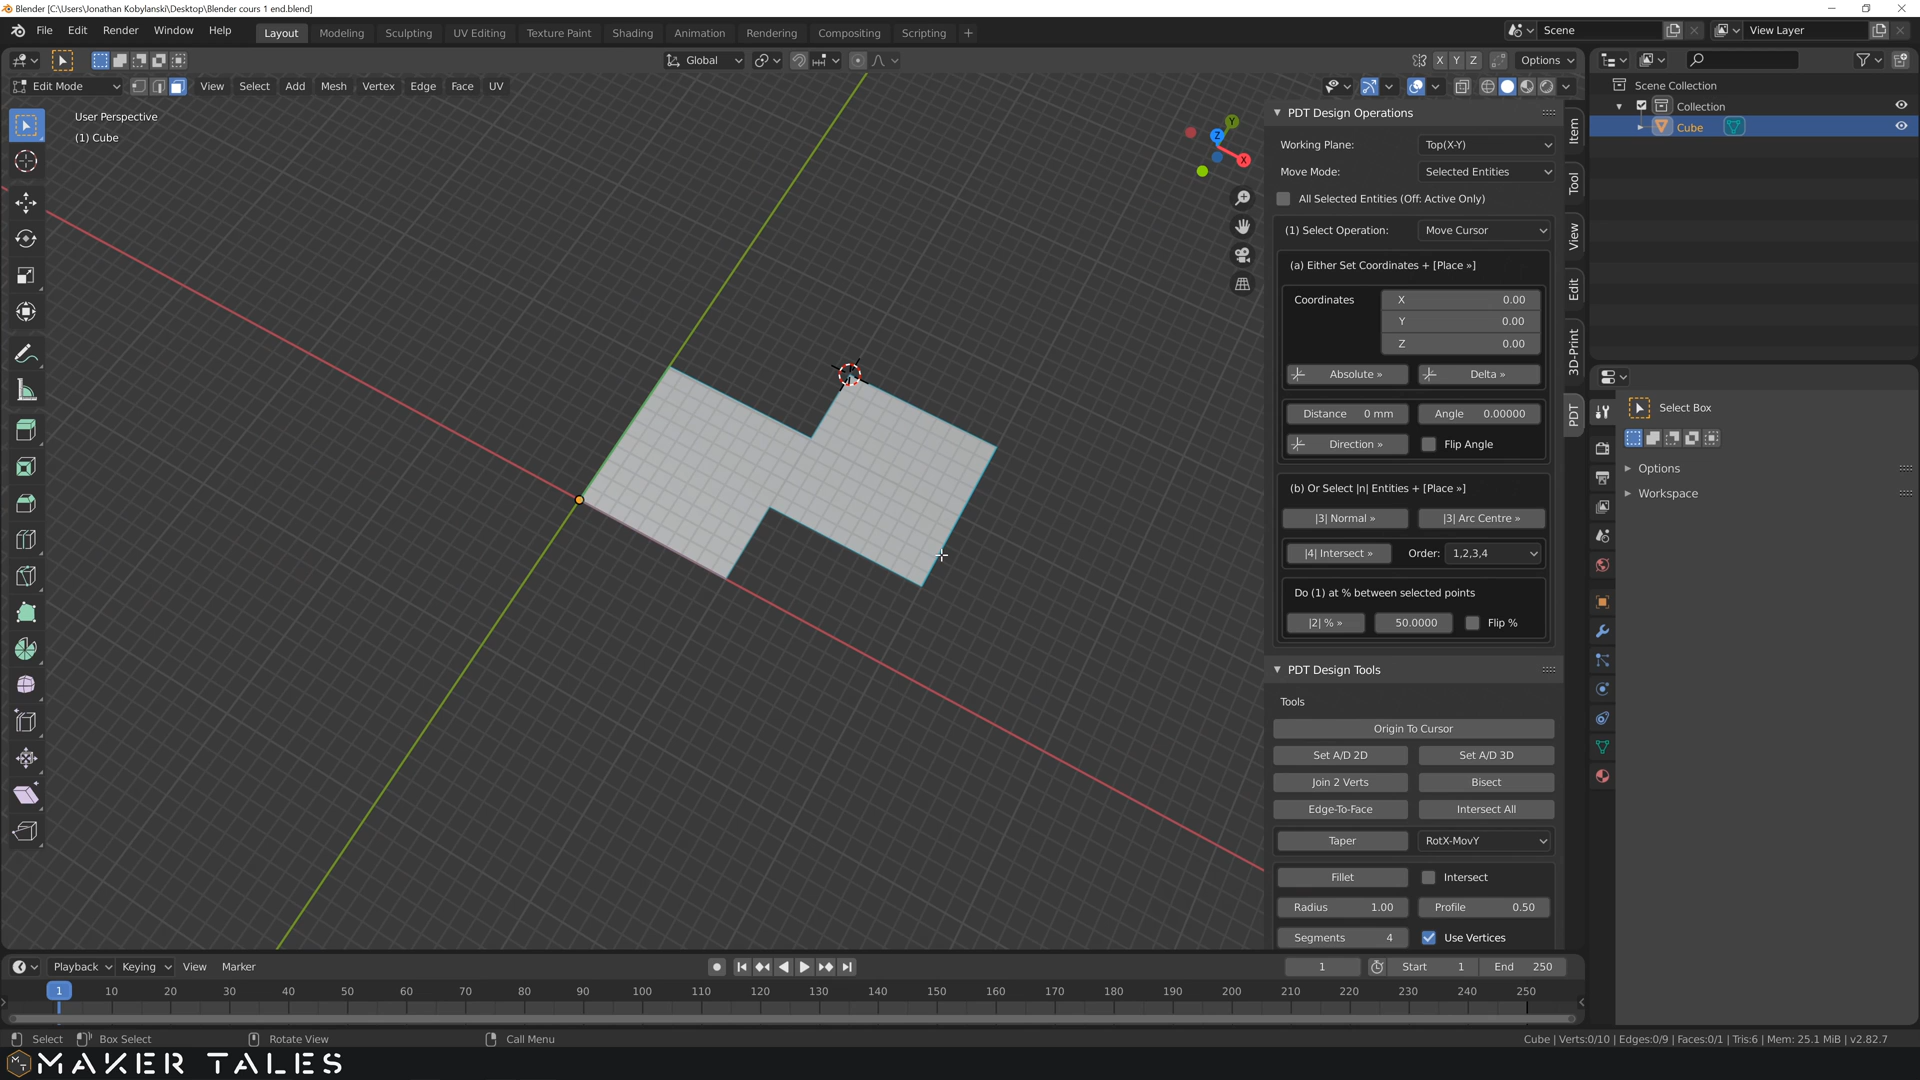 Blender [C:\Users\Jonathan Kobylanski\Desktop\Blender cours 1 end.blend]
File Edit Render Window Help Layout Modeling Sculpting UV Editing Texture Paint Shading Animation Rendering Compositing Scripting + Scene View Layer
Global X Y Z Options
Edit Mode View Select Add Mesh Vertex Edge Face UV
User Perspective
(1) Cube
Y
Z
X
PDT Design Operations
Working Plane: Top(X-Y)
Move Mode: Selected Entities
All Selected Entities (Off: Active Only)
(1) Select Operation: Move Cursor
(a) Either Set Coordinates + [Place »]
Coordinates X 0.00
Y 0.00
Z 0.00
Absolute » Delta »
Distance 0 mm Angle 0.00000
Direction » Flip Angle
(b) Or Select |n| Entities + [Place »]
|3| Normal » |3| Arc Centre »
|4| Intersect » Order: 1,2,3,4
Do (1) at % between selected points
|2| % » 50.0000 Flip %
PDT Design Tools
Tools
Origin To Cursor
Set A/D 2D Set A/D 3D
Join 2 Verts Bisect
Edge-To-Face Intersect All
Taper RotX-MovY
Fillet Intersect
Radius 1.00 Profile 0.50
Segments 4 Use Vertices
Item
Tool
View
Edit
3D-Print
PDT
Scene Collection
Collection
Cube
Select Box
Options
Workspace
Playback Keying View Marker 1 Start 1 End 250
1 10 20 30 40 50 60 70 80 90 100 110 120 130 140 150 160 170 180 190 200 210 220 230 240 250
Select Box Select Rotate View Call Menu Cube | Verts:0/10 | Edges:0/9 | Faces:0/1 | Tris:6 | Mem: 25.1 MiB | v2.82.7
MAKER TALES